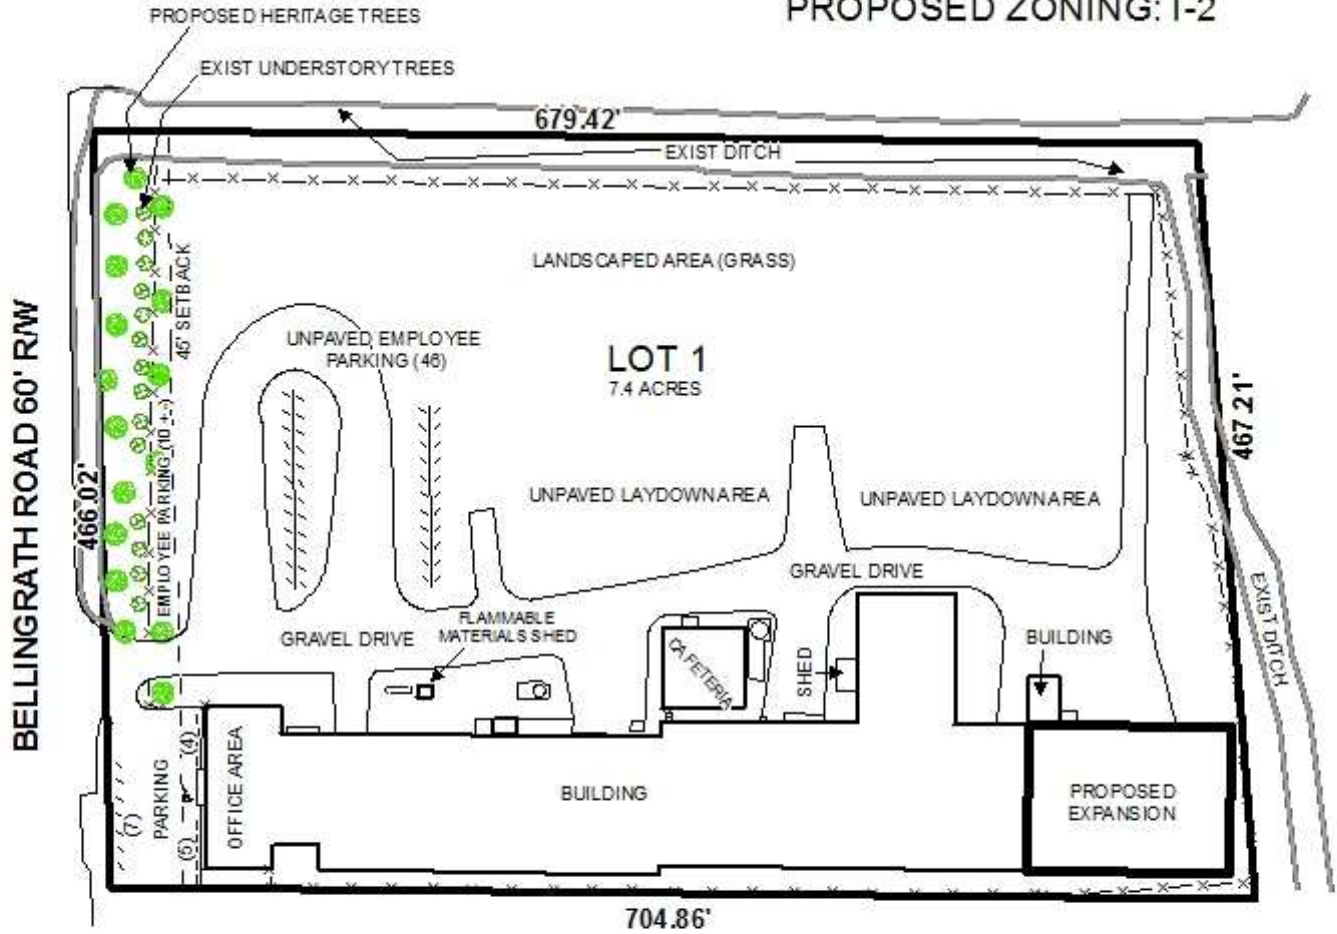 PROPOSED HERITAGE TREES
PROPOSED ZONING: I-2
EXIST UNDERSTORY TREES
679.42'
EXIST DITCH
LANDSCAPED AREA (GRASS)
45' SETBACK
UNPAVED EMPLOYEE
PARKING (46)
LOT 1
7.4 ACRES
BELLINGRATH ROAD 60' R/W
466.02'
467.21'
EMPLOYEE PARKING (10 +-)
UNPAVED LAYDOWN AREA
UNPAVED LAYDOWN AREA
GRAVEL DRIVE
EXIST DITCH
GRAVEL DRIVE
FLAMMABLE
MATERIALS SHED
CAFETERIA
SHED
BUILDING
PARKING
(4)
(7)
(5)
OFFICE AREA
BUILDING
PROPOSED
EXPANSION
704.86'